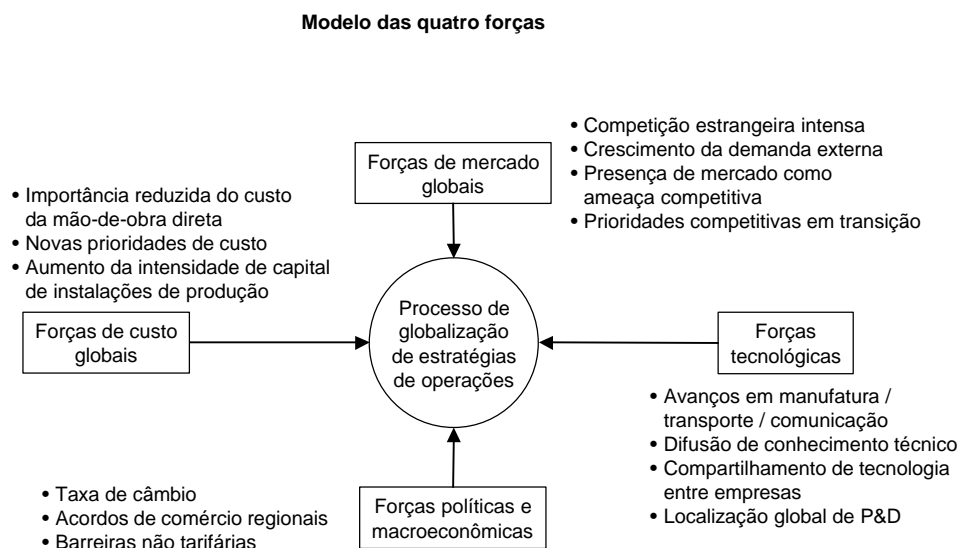 Modelo das quatro forças
• Competição estrangeira intensa
• Crescimento da demanda externa
• Presença de mercado como
ameaça competitiva
• Prioridades competitivas em transição
Forças de mercado
globais
• Importância reduzida do custo
da mão-de-obra direta
• Novas prioridades de custo
• Aumento da intensidade de capital
de instalações de produção
Forças de custo
globais
Processo de
globalização
de estratégias
de operações
Forças
tecnológicas
• Avanços em manufatura /
transporte / comunicação
• Difusão de conhecimento técnico
• Compartilhamento de tecnologia
entre empresas
• Localização global de P&D
• Taxa de câmbio
• Acordos de comércio regionais
• Barreiras não tarifárias
Forças políticas e
macroeconômicas